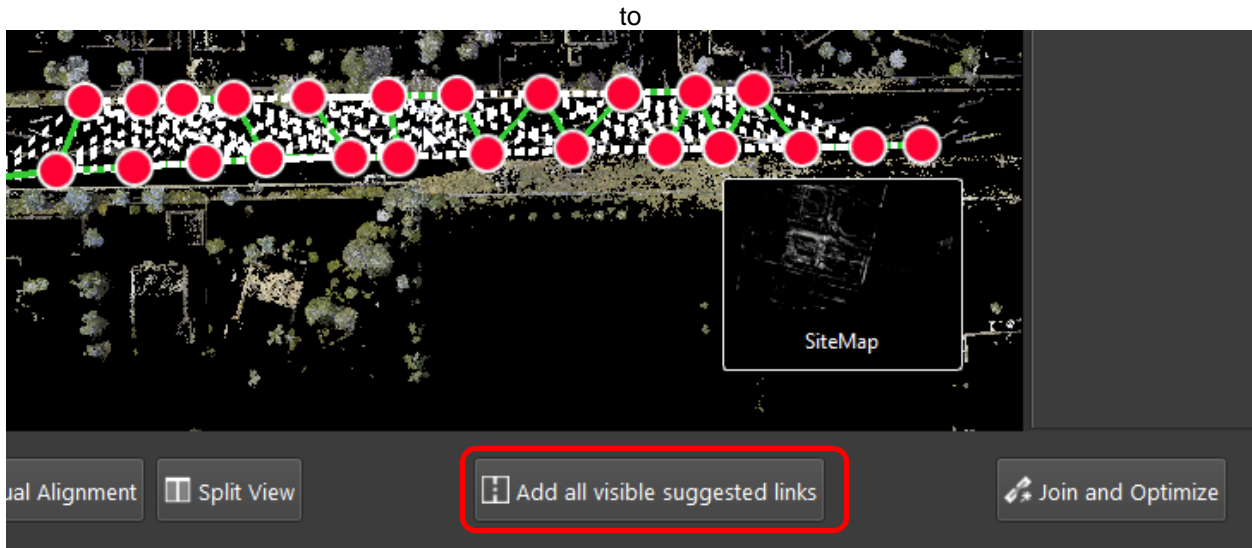 to
SiteMap
ual Alignment
Split View
Add all visible suggested links
Join and Optimize